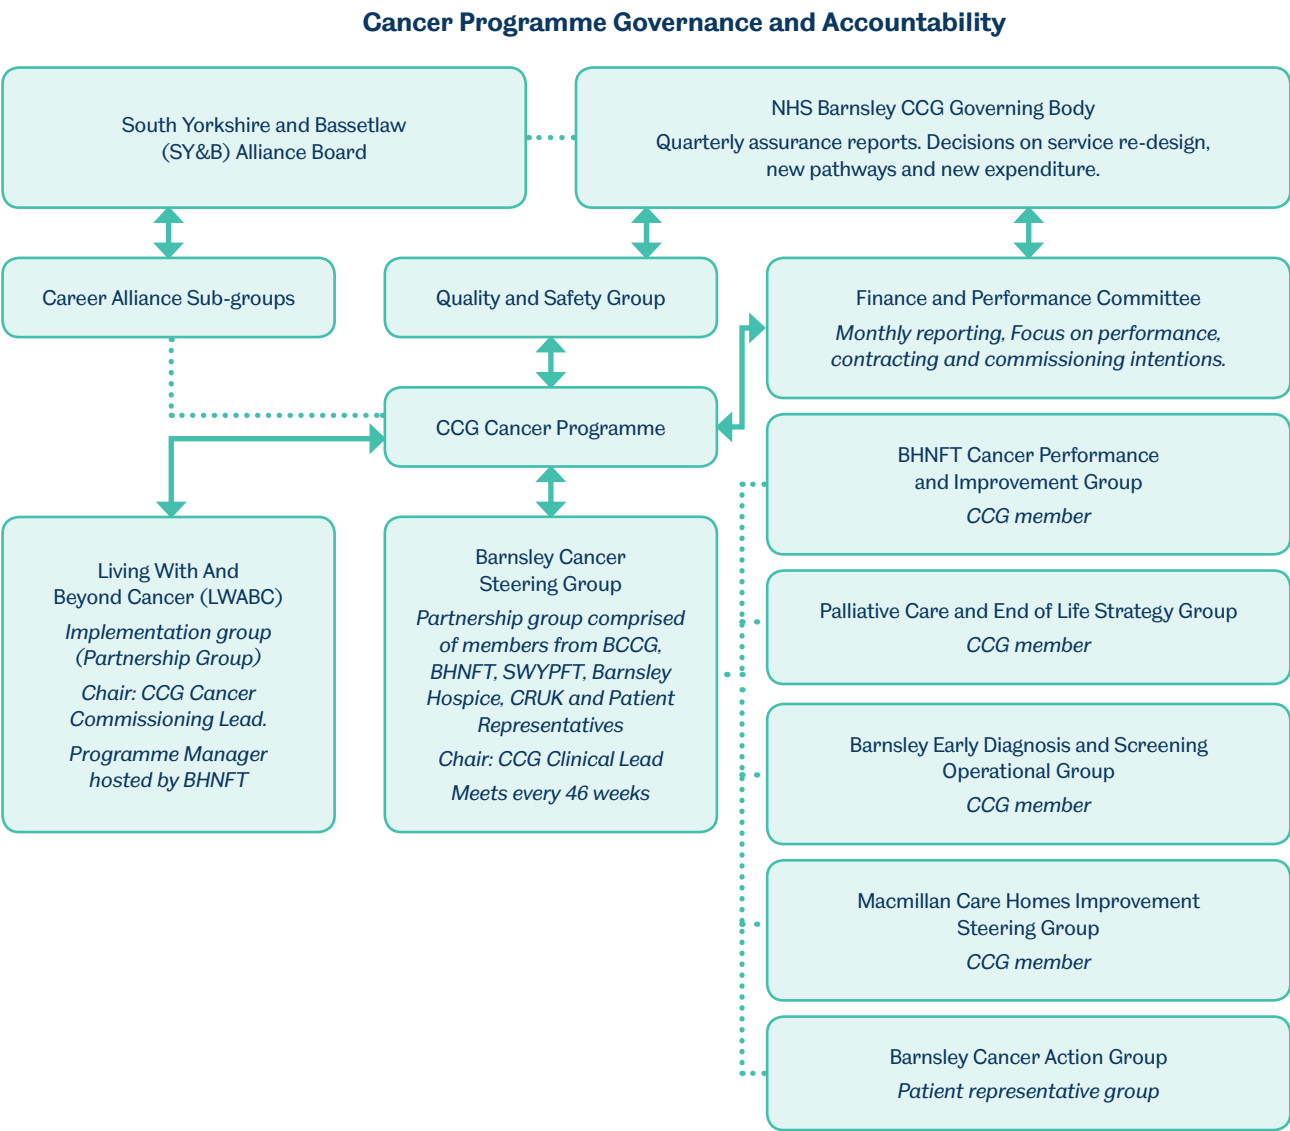 Cancer Programme Governance and Accountability
South Yorkshire and Bassetlaw
(SY&B) Alliance Board
NHS Barnsley CCG Governing Body
Quarterly assurance reports. Decisions on service re-design,
new pathways and new expenditure.
Career Alliance Sub-groups
Quality and Safety Group
Finance and Performance Committee
Monthly reporting, Focus on performance,
contracting and commissioning intentions.
CCG Cancer Programme
BHNFT Cancer Performance
and Improvement Group
CCG member
Living With And
Beyond Cancer (LWABC)
Implementation group
(Partnership Group)
Chair: CCG Cancer
Commissioning Lead.
Programme Manager
hosted by BHNFT
Barnsley Cancer
Steering Group
Partnership group comprised
of members from BCCG,
BHNFT, SWYPFT, Barnsley
Hospice, CRUK and Patient
Representatives
Chair: CCG Clinical Lead
Meets every 46 weeks
Palliative Care and End of Life Strategy Group
CCG member
Barnsley Early Diagnosis and Screening
Operational Group
CCG member
Macmillan Care Homes Improvement
Steering Group
CCG member
Barnsley Cancer Action Group
Patient representative group